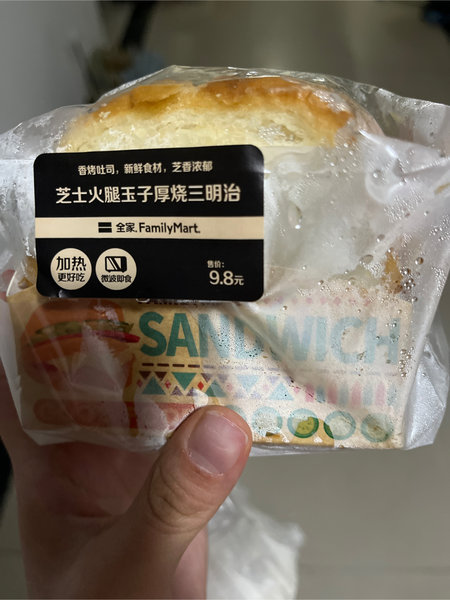 香烤吐司，新鲜食材，芝香浓郁
芝士火腿玉子厚烧三明治
全家 FamilyMart
加热
更好吃
微波即食
售价：
9.8元
SANDWICH